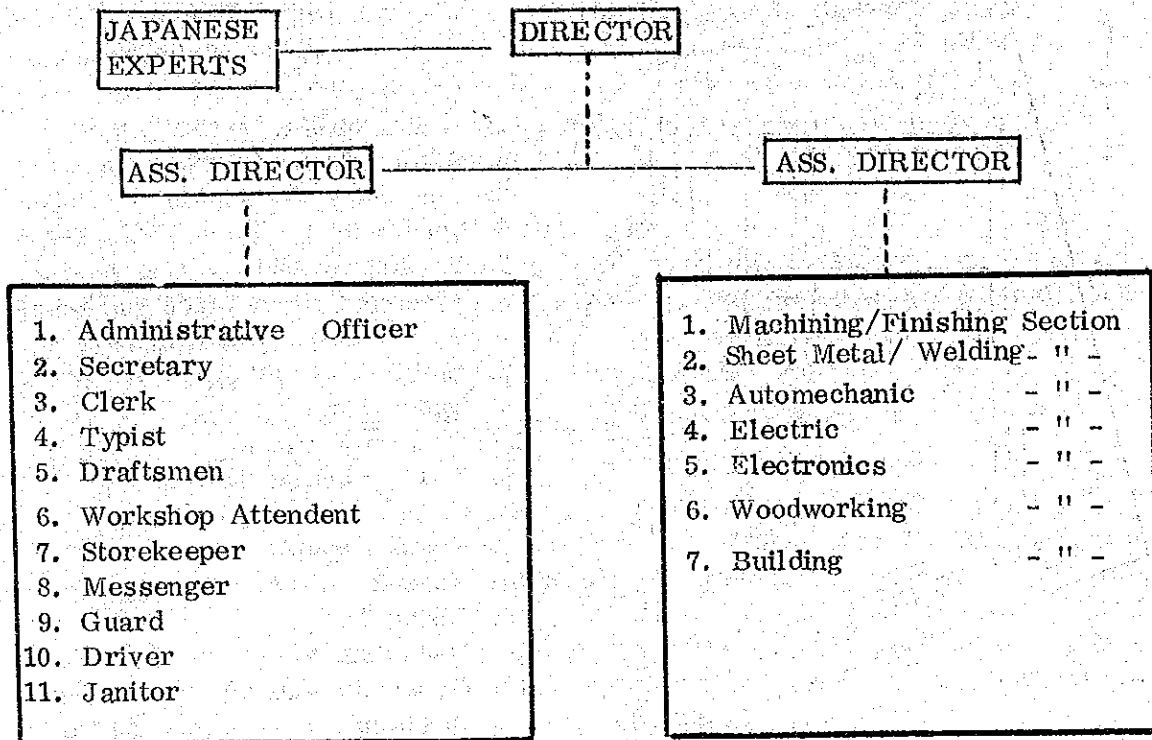 JAPANESE
EXPERTS
DIRECTOR
ASS. DIRECTOR
ASS. DIRECTOR
1. Administrative Officer
2. Secretary
3. Clerk
4. Typist
5. Draftsmen
6. Workshop Attendent
7. Storekeeper
8. Messenger
9. Guard
10. Driver
11. Janitor
1. Machining/Finishing Section
2. Sheet Metal/ Welding - " -
3. Automechanic - " -
4. Electric - " -
5. Electronics - " -
6. Woodworking - " -
7. Building - " -